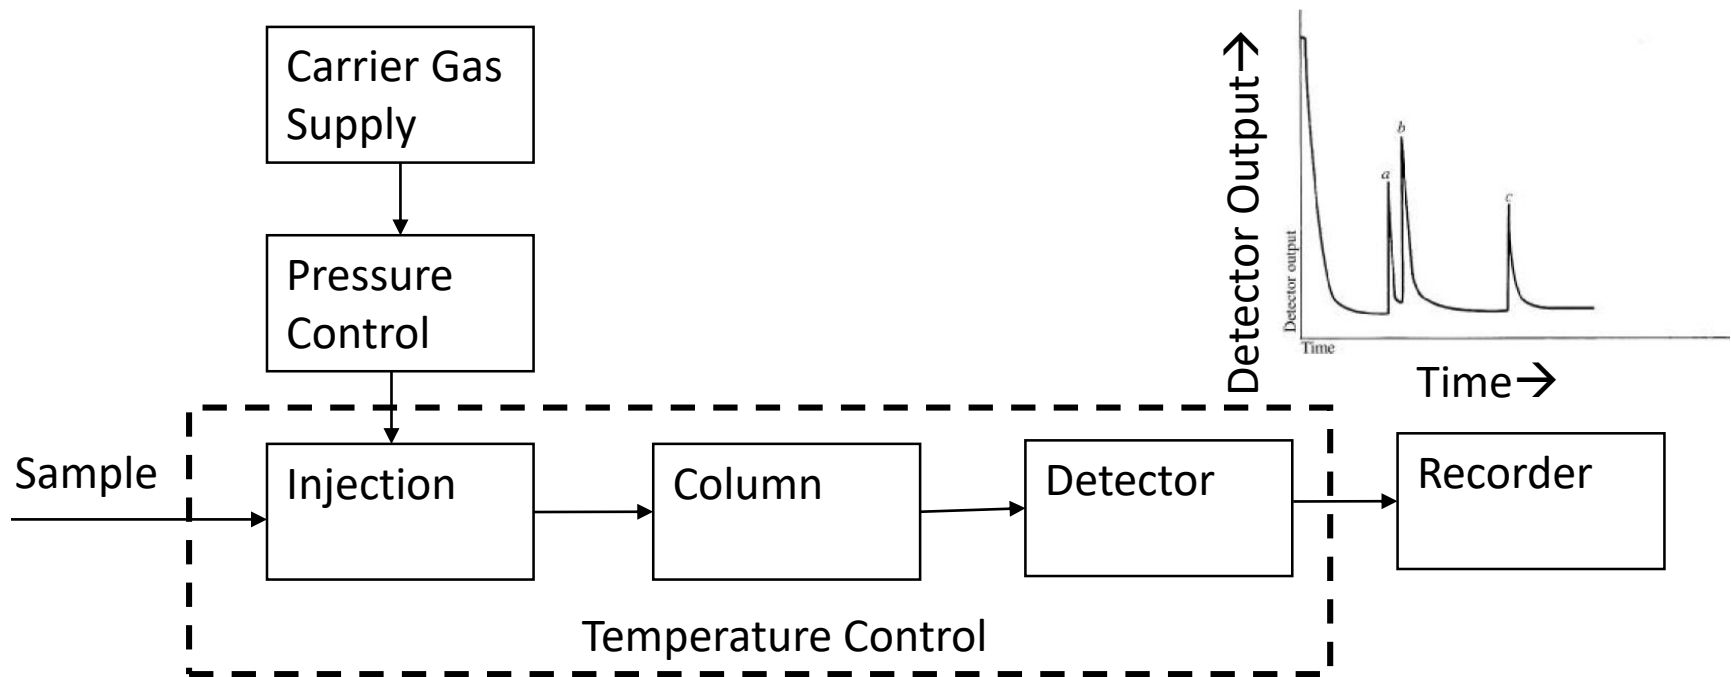 Carrier Gas
Supply
Pressure
Control
Sample
Injection
Column
Detector
Recorder
Temperature Control
Detector Output→
Detector output
a
b
c
Time
Time→